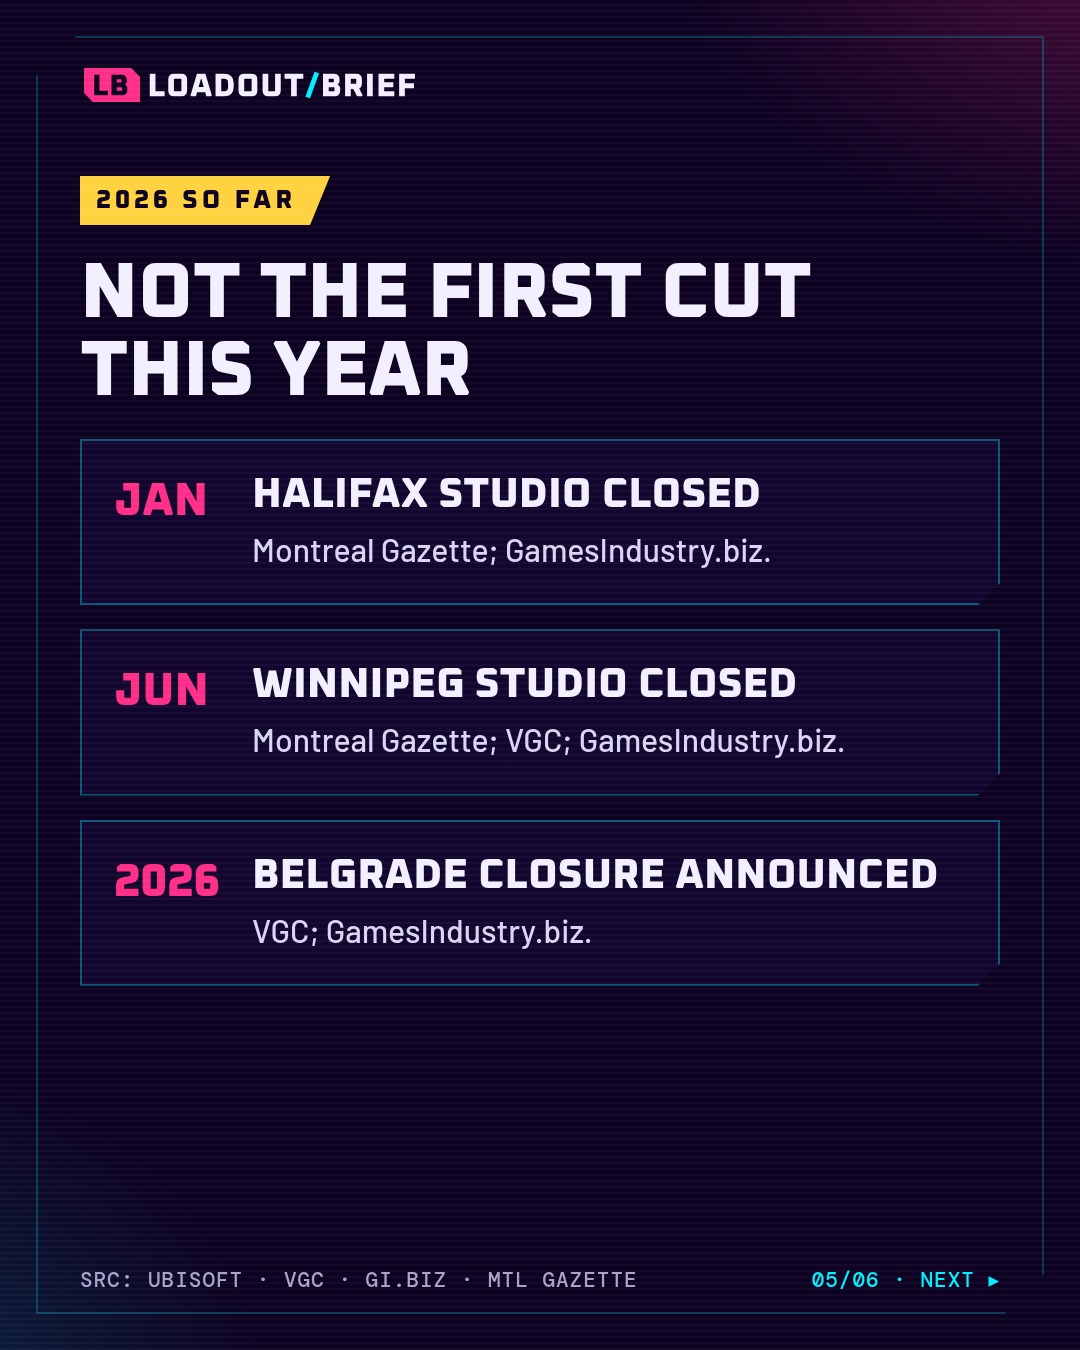 LB LOADOUT/BRIEF
2026 SO FAR
NOT THE FIRST CUT
THIS YEAR
JAN
HALIFAX STUDIO CLOSED
Montreal Gazette; GamesIndustry.biz.
JUN
WINNIPEG STUDIO CLOSED
Montreal Gazette; VGC; GamesIndustry.biz.
2026
BELGRADE CLOSURE ANNOUNCED
VGC; GamesIndustry.biz.
SRC: UBISOFT · VGC · GI.BIZ · MTL GAZETTE
05/06 · NEXT ▶